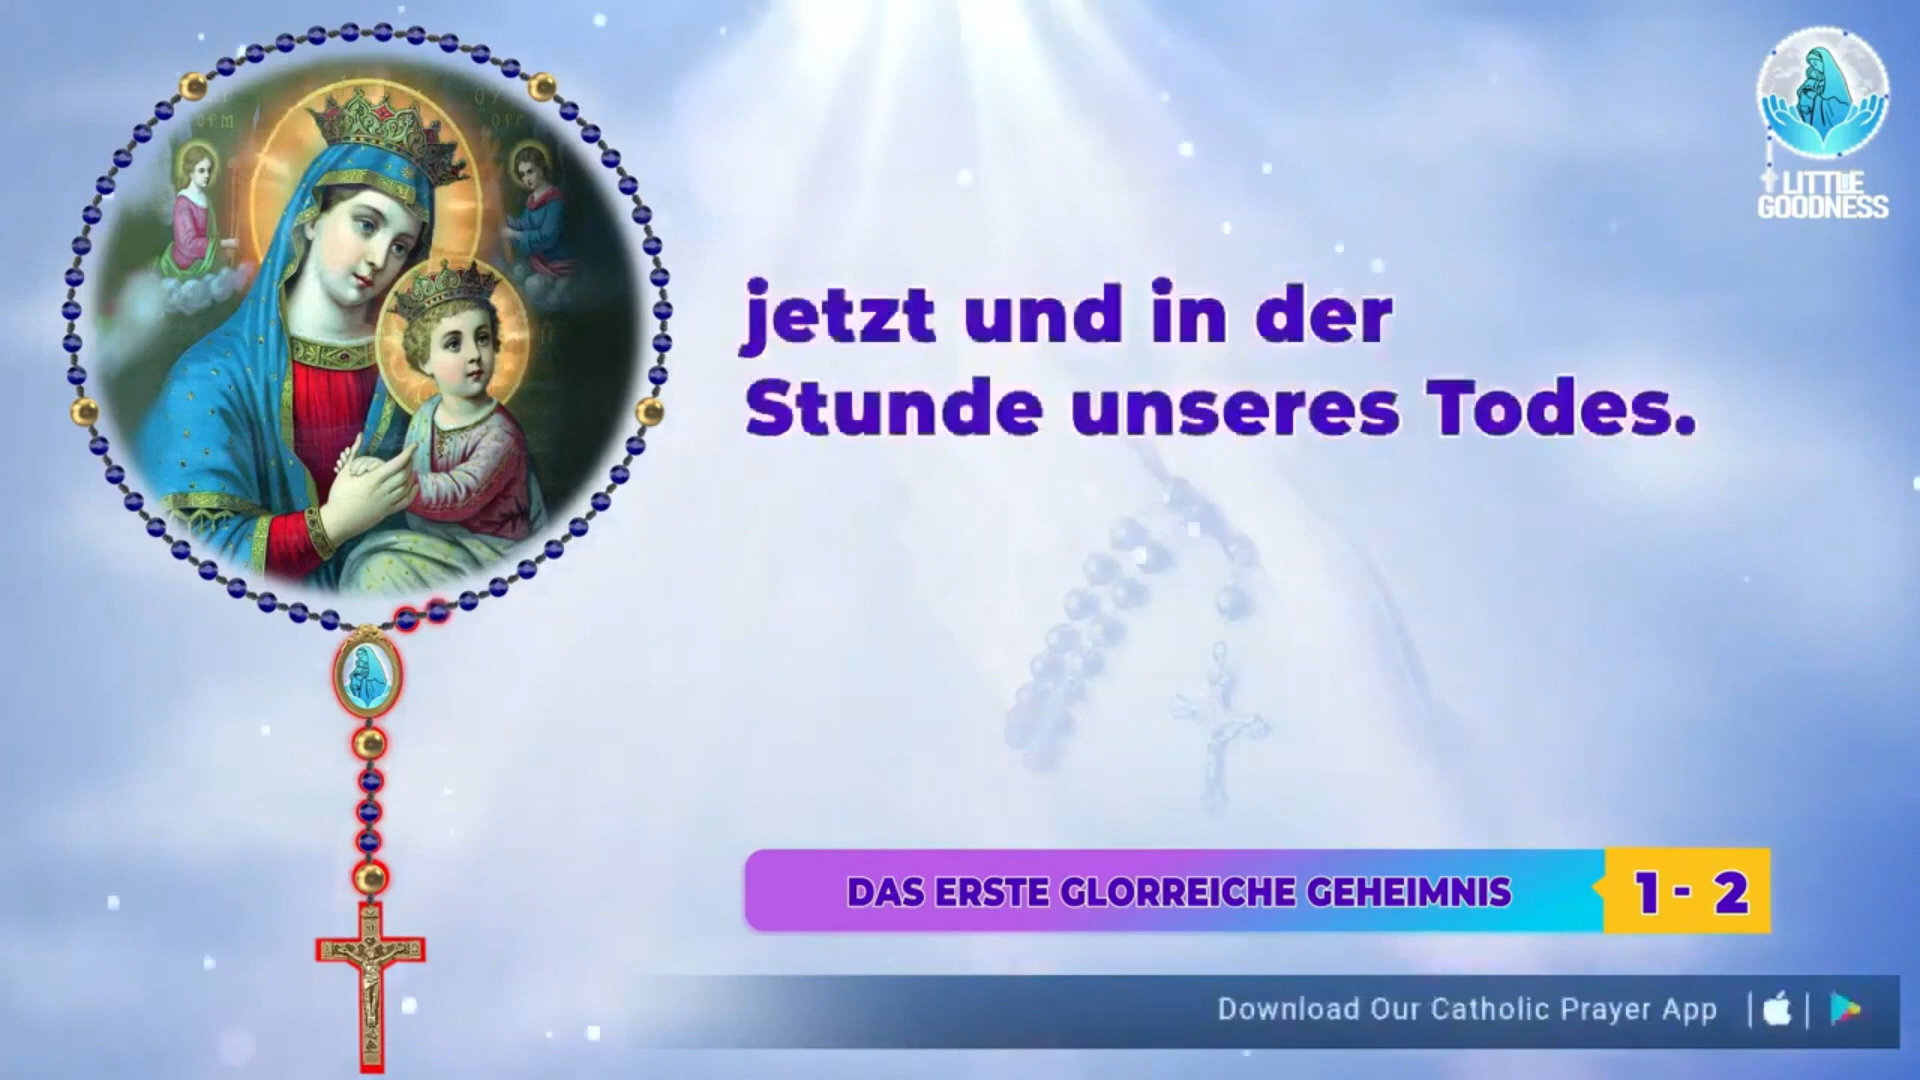 LITTLE
GOODNESS
jetzt und in der
Stunde unseres Todes.
DAS ERSTE GLORREICHE GEHEIMNIS
1 - 2
Download Our Catholic Prayer App